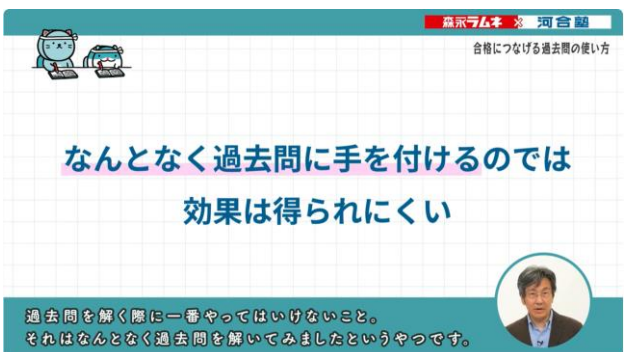 森永ラムネ × 河合塾
合格につなげる過去問の使い方
なんとなく過去問に手を付けるのでは
効果は得られにくい
過去問を解く際に一番やってはいけないこと。
それはなんとなく過去問を解いてみましたというやつです。